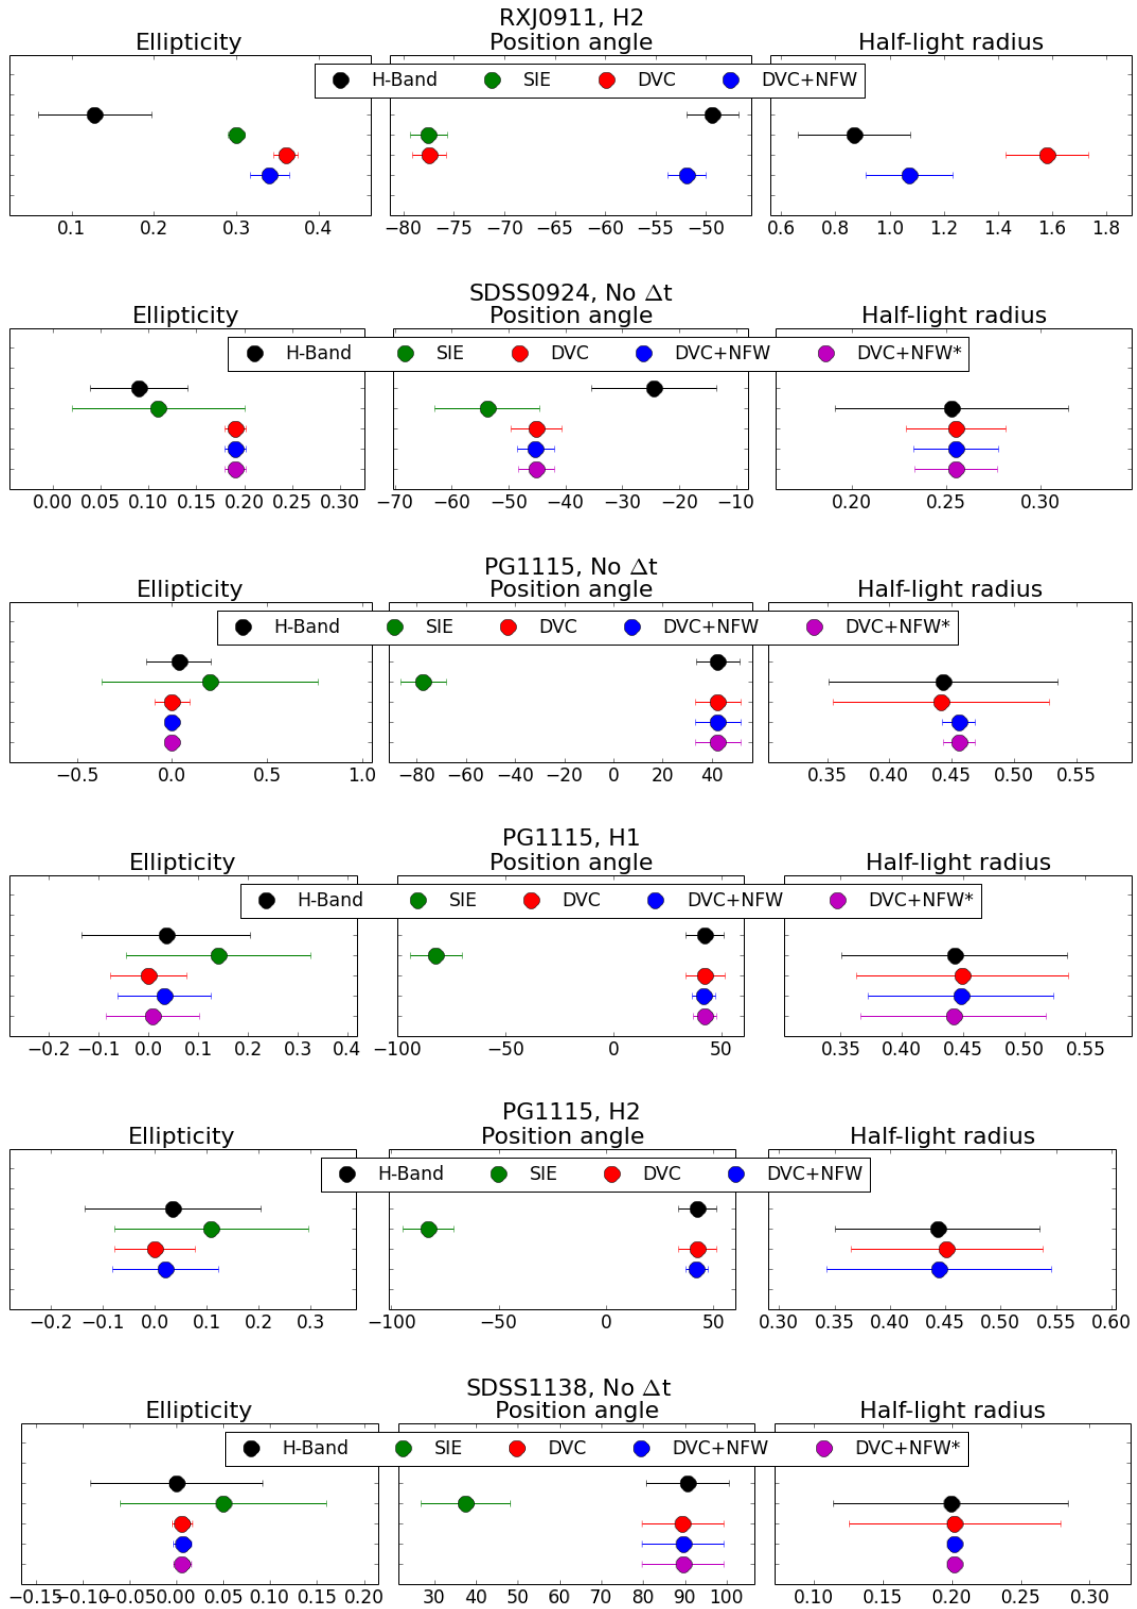 RXJ0911, H2
Ellipticity Position angle Half-light radius
H-Band SIE DVC DVC+NFW
0.1 0.2 0.3 0.4 −80 −75 −70 −65 −60 −55 −50 0.6 0.8 1.0 1.2 1.4 1.6 1.8
SDSS0924, No Δt
Ellipticity Position angle Half-light radius
H-Band SIE DVC DVC+NFW DVC+NFW*
0.00 0.05 0.10 0.15 0.20 0.25 0.30 −70 −60 −50 −40 −30 −20 −10 0.20 0.25 0.30
PG1115, No Δt
Ellipticity Position angle Half-light radius
H-Band SIE DVC DVC+NFW DVC+NFW*
−0.5 0.0 0.5 1.0 −80 −60 −40 −20 0 20 40 0.35 0.40 0.45 0.50 0.55
PG1115, H1
Ellipticity Position angle Half-light radius
H-Band SIE DVC DVC+NFW DVC+NFW*
−0.2 −0.1 0.0 0.1 0.2 0.3 0.4 −100 −50 0 50 0.35 0.40 0.45 0.50 0.55
PG1115, H2
Ellipticity Position angle Half-light radius
H-Band SIE DVC DVC+NFW
−0.2 −0.1 0.0 0.1 0.2 0.3 −100 −50 0 50 0.30 0.35 0.40 0.45 0.50 0.55 0.60
SDSS1138, No Δt
Ellipticity Position angle Half-light radius
H-Band SIE DVC DVC+NFW DVC+NFW*
−0.15 −0.10 −0.05 0.00 0.05 0.10 0.15 0.20 30 40 50 60 70 80 90 100 0.10 0.15 0.20 0.25 0.30